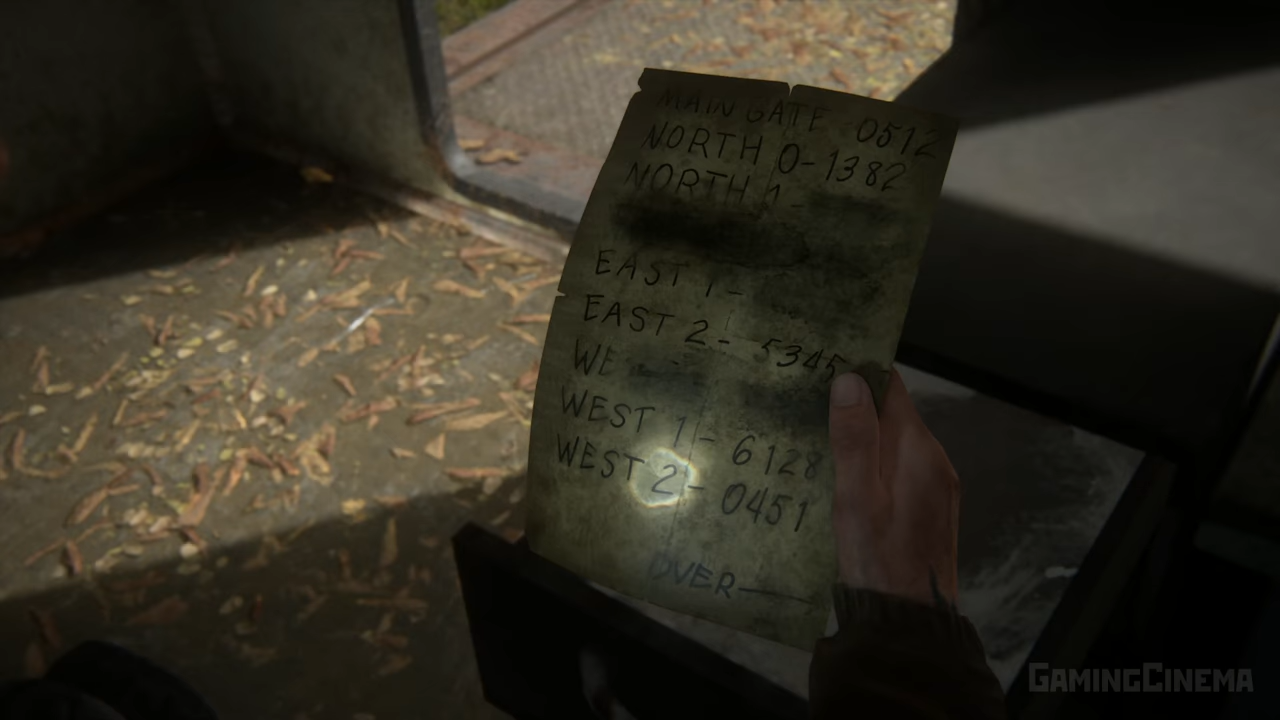 MAIN GATE 0512
NORTH 0-1382
NORTH 1-
EAST 1-
EAST 2- 5345
WE
WEST 1- 6128
WEST 2- 0451
OVER
GAMINGCINEMA